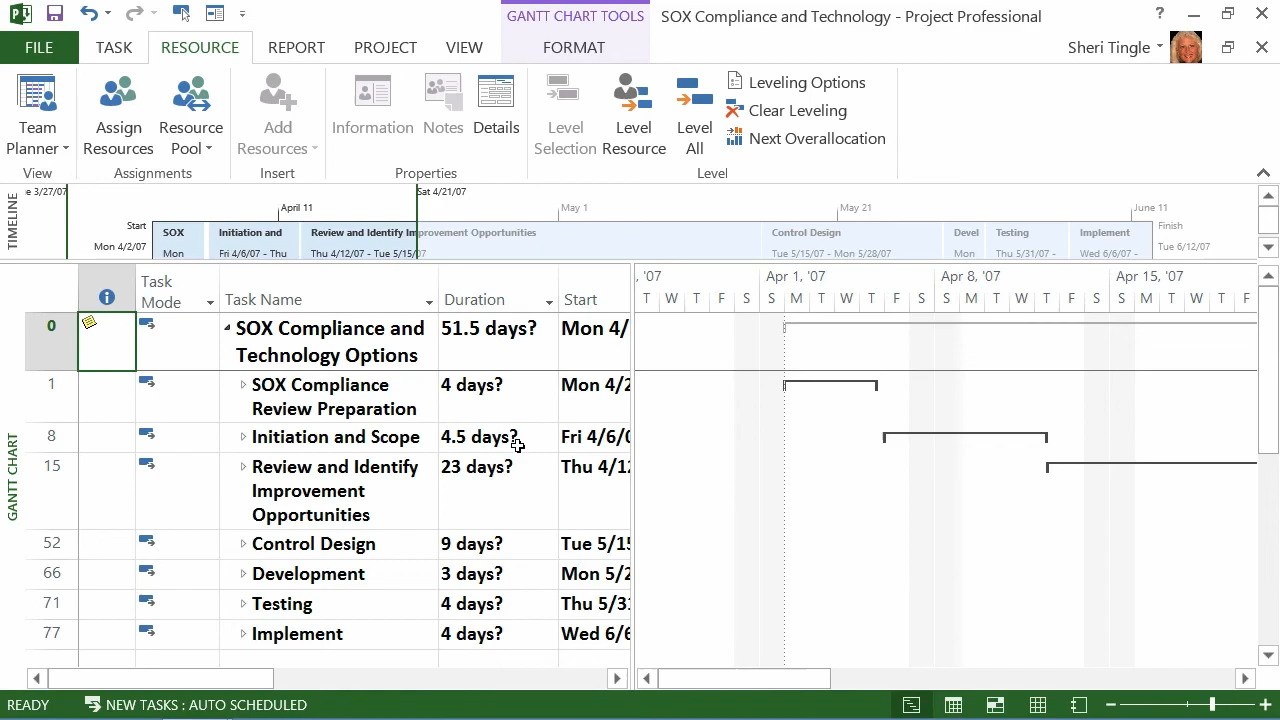 GANTT CHART TOOLS
SOX Compliance and Technology - Project Professional
?
FILE TASK RESOURCE REPORT PROJECT VIEW FORMAT
Sheri Tingle
Team Planner
Assign Resources
Resource Pool
Add Resources
Information
Notes
Details
Level Selection
Level Resource
Level All
Leveling Options
Clear Leveling
Next Overallocation
View Assignments Insert Properties Level
TIMELINE
e 3/27/07
Sat 4/21/07
April 11 May 1 May 21 June 11
Start
Mon 4/2/07
SOX
Mon
Initiation and
Fri 4/6/07 - Thu
Review and Identify Improvement Opportunities
Thu 4/12/07 - Tue 5/15/07
Control Design
Tue 5/15/07 - Mon 5/28/07
Devel
Mon
Testing
Thu 5/31/07 -
Implement
Wed 6/6/07 -
Finish
Tue 6/12/07
GANTT CHART
Task Mode
Task Name
Duration
Start
, '07 Apr 1, '07 Apr 8, '07 Apr 15, '07
T W T F S S M T W T F S S M T W T F S S M T W T F
0 SOX Compliance and Technology Options 51.5 days? Mon 4/
1 SOX Compliance Review Preparation 4 days? Mon 4/2
8 Initiation and Scope 4.5 days? Fri 4/6/0
15 Review and Identify Improvement Opportunities 23 days? Thu 4/12
52 Control Design 9 days? Tue 5/15
66 Development 3 days? Mon 5/2
71 Testing 4 days? Thu 5/31
77 Implement 4 days? Wed 6/6
READY NEW TASKS : AUTO SCHEDULED